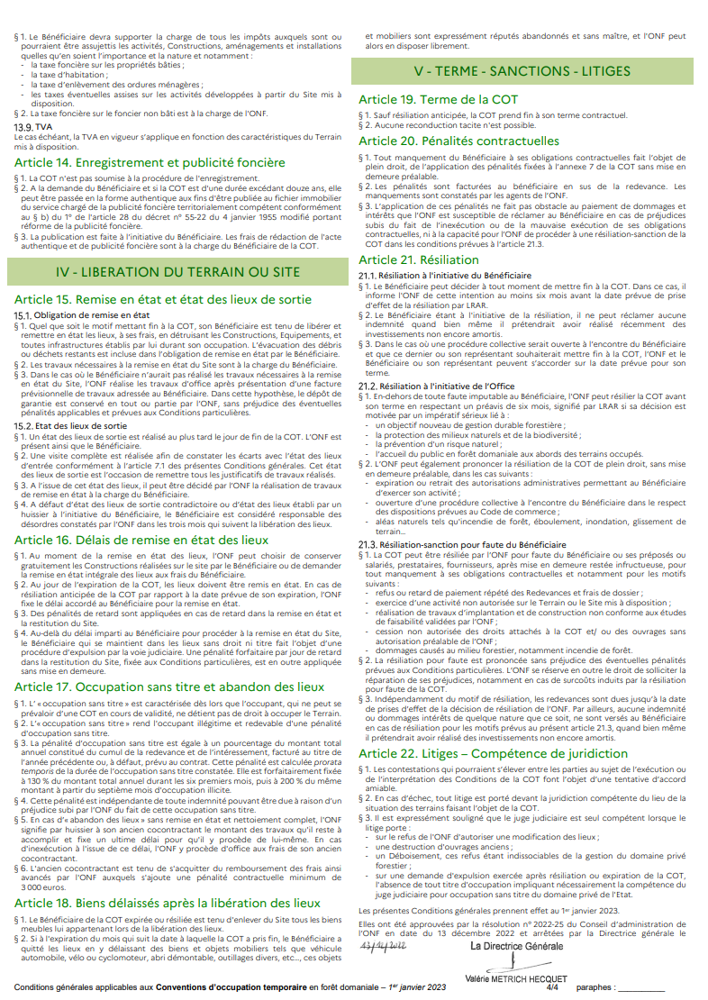 § 1. Le Bénéficiaire devra supporter la charge de tous les impôts auxquels sont ou
pourraient être assujettis les activités, Constructions, aménagements et installations
quelles qu'en soient l'importance et la nature et notamment :
- la taxe foncière sur les propriétés bâties ;
- la taxe d'habitation ;
- la taxe d'enlèvement des ordures ménagères ;
- les taxes éventuelles assises sur les activités développées à partir du Site mis à
disposition.
§ 2. La taxe foncière sur le foncier non bâti est à la charge de l'ONF.
13.9. TVA
Le cas échéant, la TVA en vigueur s'applique en fonction des caractéristiques du Terrain
mis à disposition.
Article 14. Enregistrement et publicité foncière
§ 1. La COT n'est pas soumise à la procédure de l'enregistrement.
§ 2. A la demande du Bénéficiaire et si la COT est d'une durée excédant douze ans, elle
peut être passée en la forme authentique aux fins d'être publiée au fichier immobilier
du service chargé de la publicité foncière territorialement compétent conformément
au § b) du 1° de l'article 28 du décret n° 55-22 du 4 janvier 1955 modifié portant
réforme de la publicité foncière.
§ 3. La publication est faite à l'initiative du Bénéficiaire. Les frais de rédaction de l'acte
authentique et de publicité foncière sont à la charge du Bénéficiaire de la COT.
IV - LIBERATION DU TERRAIN OU SITE
Article 15. Remise en état et état des lieux de sortie
15.1. Obligation de remise en état
§ 1. Quel que soit le motif mettant fin à la COT, son Bénéficiaire est tenu de libérer et
remettre en état les lieux, à ses frais, en détruisant les Constructions, Equipements, et
toutes infrastructures établis par lui durant son occupation. L'évacuation des débris
ou déchets restants est incluse dans l'obligation de remise en état par le Bénéficiaire.
§ 2. Les travaux nécessaires à la remise en état du Site sont à la charge du Bénéficiaire.
§ 3. Dans le cas où le Bénéficiaire n'aurait pas réalisé les travaux nécessaires à la remise
en état du Site, l'ONF réalise les travaux d'office après présentation d'une facture
prévisionnelle de travaux adressée au Bénéficiaire. Dans cette hypothèse, le dépôt de
garantie est conservé en tout ou partie par l'ONF, sans préjudice des éventuelles
pénalités applicables et prévues aux Conditions particulières.
15.2. Etat des lieux de sortie
§ 1. Un état des lieux de sortie est réalisé au plus tard le jour de fin de la COT. L'ONF est
présent ainsi que le Bénéficiaire.
§ 2. Une visite complète est réalisée afin de constater les écarts avec l'état des lieux
d'entrée conformément à l'article 7.1 des présentes Conditions générales. Cet état
des lieux de sortie est l'occasion de remettre tous les justificatifs de travaux réalisés.
§ 3. A l'issue de cet état des lieux, il peut être décidé par l'ONF la réalisation de travaux
de remise en état à la charge du Bénéficiaire.
§ 4. A défaut d'état des lieux de sortie contradictoire ou d'état des lieux établi par un
huissier à l'initiative du Bénéficiaire, le Bénéficiaire est considéré responsable des
désordres constatés par l'ONF dans les trois mois qui suivent la libération des lieux.
Article 16. Délais de remise en état des lieux
§ 1. Au moment de la remise en état des lieux, l'ONF peut choisir de conserver
gratuitement les Constructions réalisées sur le site par le Bénéficiaire ou de demander
la remise en état intégrale des lieux aux frais du Bénéficiaire.
§ 2. Au jour de l'expiration de la COT, les lieux doivent être remis en état. En cas de
résiliation anticipée de la COT par rapport à la date prévue de son expiration, l'ONF
fixe le délai accordé au Bénéficiaire pour la remise en état.
§ 3. Des pénalités de retard sont appliquées en cas de retard dans la remise en état et
la restitution du Site.
§ 4. Au-delà du délai imparti au Bénéficiaire pour procéder à la remise en état du Site,
le Bénéficiaire qui se maintient dans les lieux sans droit ni titre fait l'objet d'une
procédure d'expulsion par la voie judiciaire. Une pénalité forfaitaire par jour de retard
dans la restitution du Site, fixée aux Conditions particulières, est en outre appliquée
sans mise en demeure.
Article 17. Occupation sans titre et abandon des lieux
§ 1. L' « occupation sans titre » est caractérisée dès lors que l'occupant, qui ne peut se
prévaloir d'une COT en cours de validité, ne détient pas de droit à occuper le Terrain.
§ 2. L'« occupation sans titre » rend l'occupant illégitime et redevable d'une pénalité
d'occupation sans titre.
§ 3. La pénalité d'occupation sans titre est égale à un pourcentage du montant total
annuel constitué du cumul de la redevance et de l'intéressement, facturé au titre de
l'année précédente ou, à défaut, prévu au contrat. Cette pénalité est calculée prorata
temporis de la durée de l'occupation sans titre constatée. Elle est forfaitairement fixée
à 130 % du montant total annuel durant les six premiers mois, puis à 200 % du même
montant à partir du septième mois d'occupation illicite.
§ 4. Cette pénalité est indépendante de toute indemnité pouvant être due à raison d'un
préjudice subi par l'ONF du fait de cette occupation sans titre.
§ 5. En cas d'« abandon des lieux » sans remise en état et nettoiement complet, l'ONF
signifie par huissier à son ancien cocontractant le montant des travaux qu'il reste à
accomplir et fixe un ultime délai pour qu'il y procède de lui-même. En cas
d'inexécution à l'issue de ce délai, l'ONF y procède d'office aux frais de son ancien
cocontractant.
§ 6. L'ancien cocontractant est tenu de s'acquitter du remboursement des frais ainsi
avancés par l'ONF auxquels s'ajoute une pénalité contractuelle minimum de
3 000 euros.
Article 18. Biens délaissés après la libération des lieux
§ 1. Le Bénéficiaire de la COT expirée ou résiliée est tenu d'enlever du Site tous les biens
meubles lui appartenant lors de la libération des lieux.
§ 2. Si à l'expiration du mois qui suit la date à laquelle la COT a pris fin, le Bénéficiaire a
quitté les lieux en y délaissant des biens et objets mobiliers tels que véhicule
automobile, vélo ou cyclomoteur, abri démontable, outillages divers, etc..., ces objets
et mobiliers sont expressément réputés abandonnés et sans maître, et l'ONF peut
alors en disposer librement.
V - TERME - SANCTIONS - LITIGES
Article 19. Terme de la COT
§ 1. Sauf résiliation anticipée, la COT prend fin à son terme contractuel.
§ 2. Aucune reconduction tacite n'est possible.
Article 20. Pénalités contractuelles
§ 1. Tout manquement du Bénéficiaire à ses obligations contractuelles fait l'objet de
plein droit, de l'application des pénalités fixées à l'annexe 7 de la COT sans mise en
demeure préalable.
§ 2. Les pénalités sont facturées au bénéficiaire en sus de la redevance. Les
manquements sont constatés par les agents de l'ONF.
§ 3. L'application de ces pénalités ne fait pas obstacle au paiement de dommages et
intérêts que l'ONF est susceptible de réclamer au Bénéficiaire en cas de préjudices
subis du fait de l'inexécution ou de la mauvaise exécution de ses obligations
contractuelles, ni à la capacité pour l'ONF de procéder à une résiliation-sanction de la
COT dans les conditions prévues à l'article 21.3.
Article 21. Résiliation
21.1. Résiliation à l'initiative du Bénéficiaire
§ 1. Le Bénéficiaire peut décider à tout moment de mettre fin à la COT. Dans ce cas, il
informe l'ONF de cette intention au moins six mois avant la date prévue de prise
d'effet de la résiliation par LRAR.
§ 2. Le Bénéficiaire étant à l'initiative de la résiliation, il ne peut réclamer aucune
indemnité quand bien même il prétendrait avoir réalisé récemment des
investissements non encore amortis.
§ 3. Dans le cas où une procédure collective serait ouverte à l'encontre du Bénéficiaire
et que ce dernier ou son représentant souhaiterait mettre fin à la COT, l'ONF et le
Bénéficiaire ou son représentant peuvent s'accorder sur la date prévue pour son
terme.
21.2. Résiliation à l'initiative de l'Office
§ 1. En-dehors de toute faute imputable au Bénéficiaire, l'ONF peut résilier la COT avant
son terme en respectant un préavis de six mois, signifié par LRAR si sa décision est
motivée par un impératif sérieux lié à :
- un objectif nouveau de gestion durable forestière ;
- la protection des milieux naturels et de la biodiversité ;
- la prévention d'un risque naturel ;
- l'accueil du public en forêt domaniale aux abords des terrains occupés.
§ 2. L'ONF peut également prononcer la résiliation de la COT de plein droit, sans mise
en demeure préalable, dans les cas suivants :
- expiration ou retrait des autorisations administratives permettant au Bénéficiaire
d'exercer son activité ;
- ouverture d'une procédure collective à l'encontre du Bénéficiaire dans le respect
des dispositions prévues au Code de commerce ;
- aléas naturels tels qu'incendie de forêt, éboulement, inondation, glissement de
terrain...
21.3. Résiliation-sanction pour faute du Bénéficiaire
§ 1. La COT peut être résiliée par l'ONF pour faute du Bénéficiaire ou ses préposés ou
salariés, prestataires, fournisseurs, après mise en demeure restée infructueuse, pour
tout manquement à ses obligations contractuelles et notamment pour les motifs
suivants :
- refus ou retard de paiement répété des Redevances et frais de dossier ;
- exercice d'une activité non autorisée sur le Terrain ou le Site mis à disposition ;
- réalisation de travaux d'implantation et de construction non conforme aux études
de faisabilité validées par l'ONF ;
- cession non autorisée des droits attachés à la COT et/ ou des ouvrages sans
autorisation préalable de l'ONF ;
- dommages causés au milieu forestier, notamment incendie de forêt.
§ 2. La résiliation pour faute est prononcée sans préjudice des éventuelles pénalités
prévues aux Conditions particulières. L'ONF se réserve en outre le droit de solliciter la
réparation de ses préjudices, notamment en cas de surcoûts induits par la résiliation
pour faute de la COT.
§ 3. Indépendamment du motif de résiliation, les redevances sont dues jusqu'à la date
de prises d'effet de la décision de résiliation de l'ONF. Par ailleurs, aucune indemnité
ou dommages intérêts de quelque nature que ce soit, ne sont versés au Bénéficiaire
en cas de résiliation pour les motifs prévus au présent article 21.3, quand bien même
il prétendrait avoir réalisé des investissements non encore amortis.
Article 22. Litiges – Compétence de juridiction
§ 1. Les contestations qui pourraient s'élever entre les parties au sujet de l'exécution ou
de l'interprétation des Conditions de la COT font l'objet d'une tentative d'accord
amiable.
§ 2. En cas d'échec, tout litige est porté devant la juridiction compétente du lieu de la
situation des terrains faisant l'objet de la COT.
§ 3. Il est expressément souligné que le juge judiciaire est seul compétent lorsque le
litige porte :
- sur le refus de l'ONF d'autoriser une modification des lieux ;
- une destruction d'ouvrages anciens ;
- un Déboisement, ces refus étant indissociables de la gestion du domaine privé
forestier ;
- sur une demande d'expulsion exercée après résiliation ou expiration de la COT,
l'absence de tout titre d'occupation impliquant nécessairement la compétence du
juge judiciaire pour occupation sans titre du domaine privé de l'Etat.
Les présentes Conditions générales prennent effet au 1er janvier 2023.
Elles ont été approuvées par la résolution n° 2022-25 du Conseil d'administration de
l'ONF en date du 13 décembre 2022 et arrêtées par la Directrice générale le
13/12/2022
La Directrice Générale
Valérie METRICH HECQUET
Conditions générales applicables aux Conventions d'occupation temporaire en forêt domaniale – 1er janvier 2023 4/4 paraphes : __________